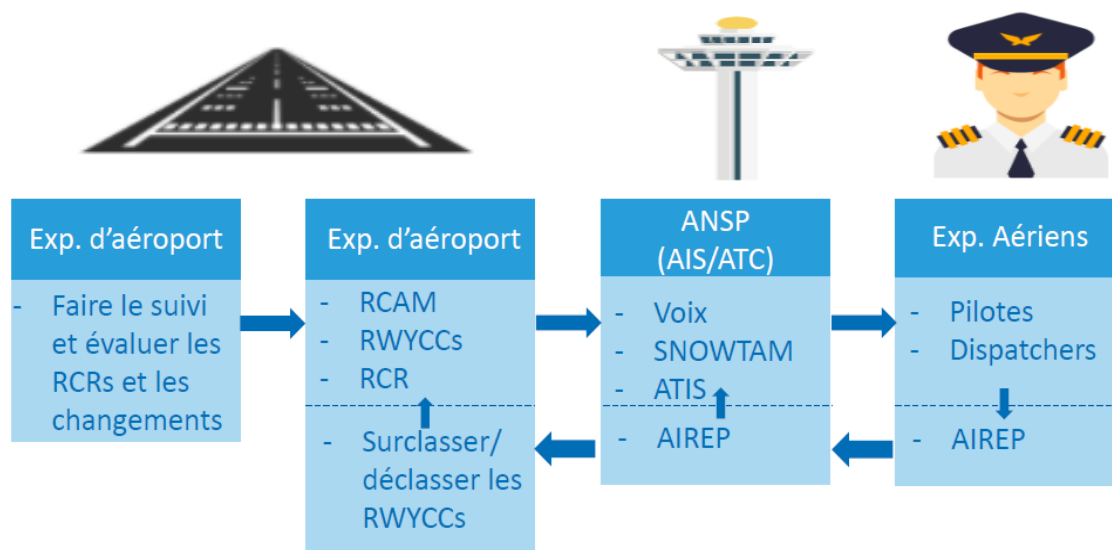 Exp. d’aéroport
- Faire le suivi
et évaluer les
RCRs et les
changements
Exp. d’aéroport
- RCAM
- RWYCCs
- RCR
- Surclasser/
déclasser les
RWYCCs
ANSP
(AIS/ATC)
- Voix
- SNOWTAM
- ATIS
- AIREP
Exp. Aériens
- Pilotes
- Dispatchers
- AIREP